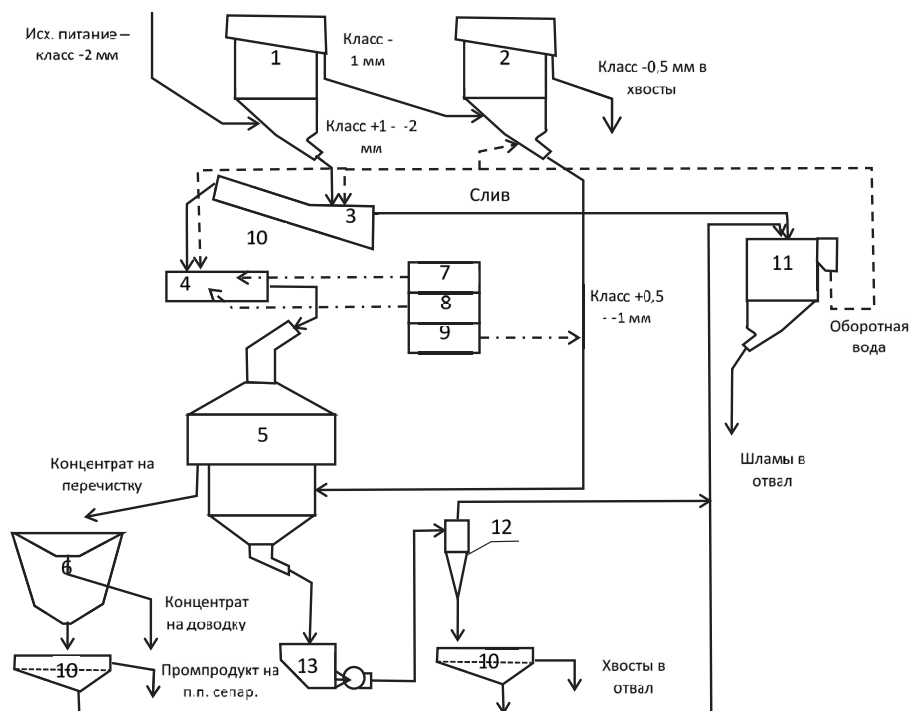 Исх. питание –
класс -2 мм
1
Класс -
1 мм
2
Класс -0,5 мм в
хвосты
Класс +1 - -2
мм
Слив
3
10
4
7
8
9
Класс +0,5
- -1 мм
11
Оборотная
вода
5
Шламы в
отвал
Концентрат на
перечистку
12
6
Концентрат
на доводку
10
Промпродукт на
п.п. сепар.
13
10
Хвосты в
отвал